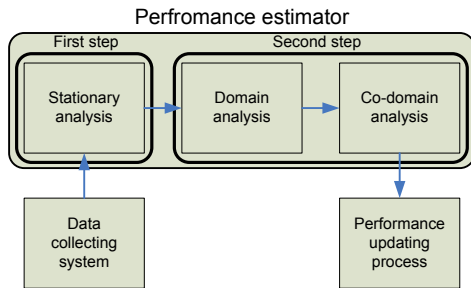 Perfromance estimator
First step
Second step
Stationary
analysis
Domain
analysis
Co-domain
analysis
Data
collecting
system
Performance
updating
process